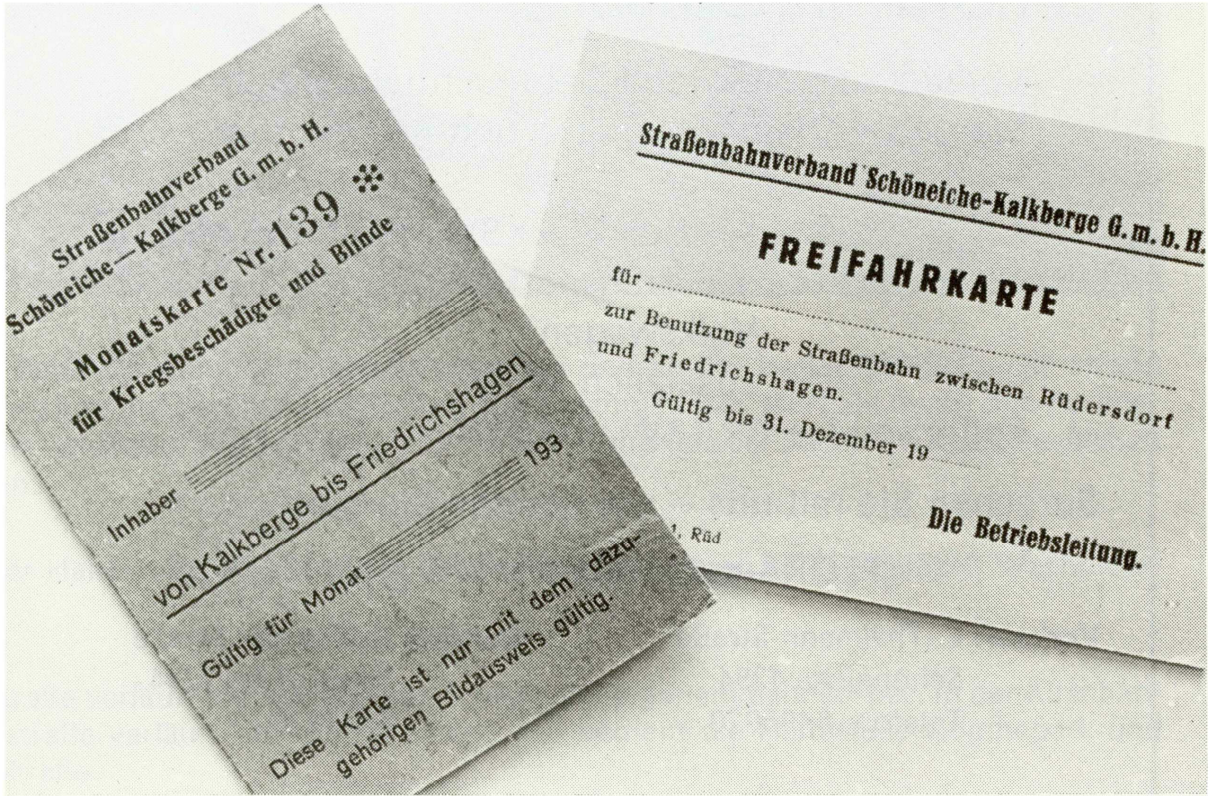 Straßenbahnverband
Schöneiche—Kalkberge G. m. b. H.
Monatskarte Nr. 139
für Kriegsbeschädigte und Blinde
Inhaber
von Kalkberge bis Friedrichshagen
Gültig für Monat 193
Diese Karte ist nur mit dem dazu-
gehörigen Bildausweis gültig.
Straßenbahnverband Schöneiche-Kalkberge G. m. b. H.
FREIFAHRKARTE
für
zur Benutzung der Straßenbahn zwischen Rüdersdorf
und Friedrichshagen.
Gültig bis 31. Dezember 19
Die Betriebsleitung.
Rüd